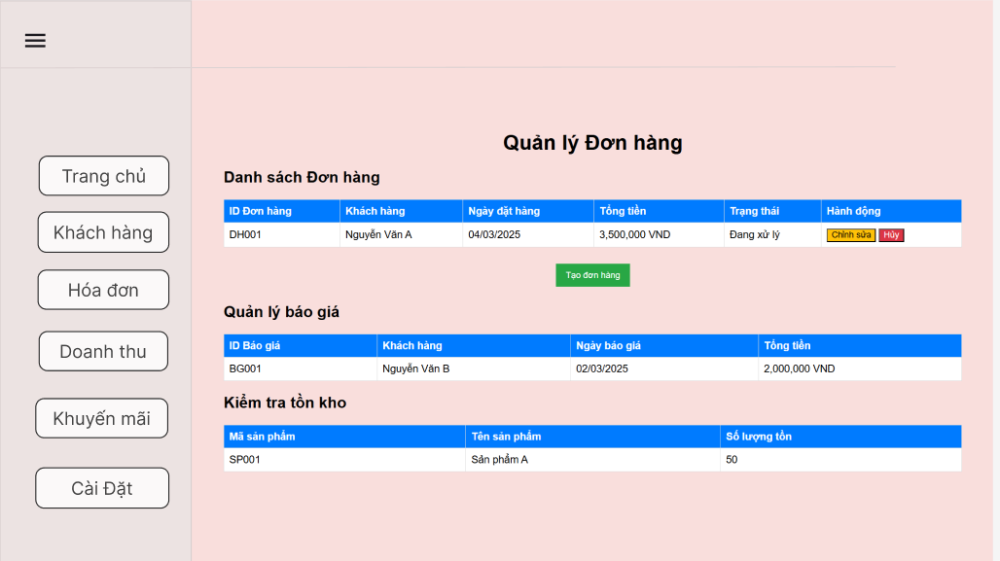 Trang chủ
Khách hàng
Hóa đơn
Doanh thu
Khuyến mãi
Cài Đặt
Quản lý Đơn hàng
Danh sách Đơn hàng
ID Đơn hàng Khách hàng Ngày đặt hàng Tổng tiền Trạng thái Hành động
DH001 Nguyễn Văn A 04/03/2025 3,500,000 VND Đang xử lý Chỉnh sửa Hủy
Tạo đơn hàng
Quản lý báo giá
ID Báo giá Khách hàng Ngày báo giá Tổng tiền
BG001 Nguyễn Văn B 02/03/2025 2,000,000 VND
Kiểm tra tồn kho
Mã sản phẩm Tên sản phẩm Số lượng tồn
SP001 Sản phẩm A 50